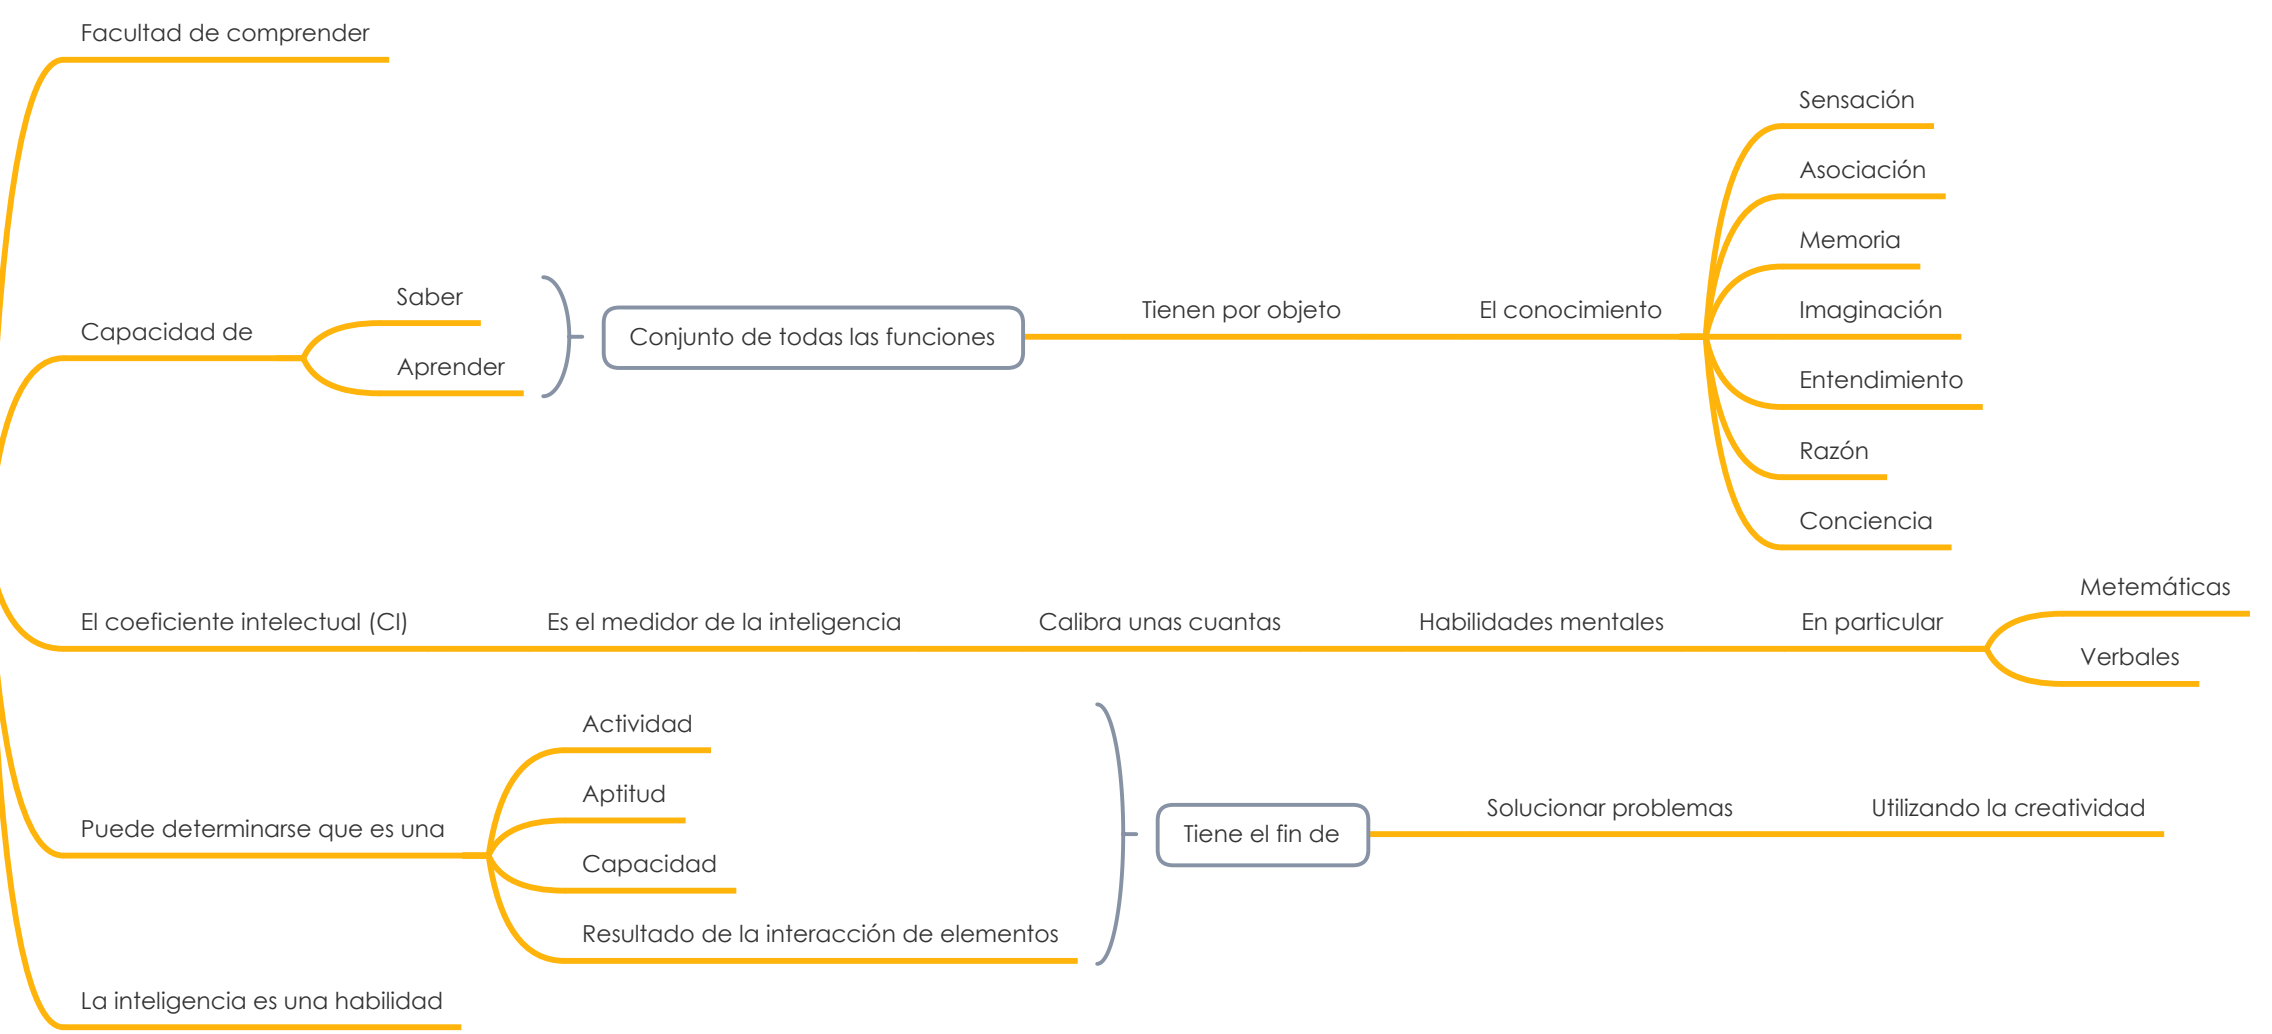 Facultad de comprender
Capacidad de
Saber
Aprender
Conjunto de todas las funciones
Tienen por objeto
El conocimiento
Sensación
Asociación
Memoria
Imaginación
Entendimiento
Razón
Conciencia
El coeficiente intelectual (CI)
Es el medidor de la inteligencia
Calibra unas cuantas
Habilidades mentales
En particular
Metemáticas
Verbales
Puede determinarse que es una
Actividad
Aptitud
Capacidad
Resultado de la interacción de elementos
Tiene el fin de
Solucionar problemas
Utilizando la creatividad
La inteligencia es una habilidad